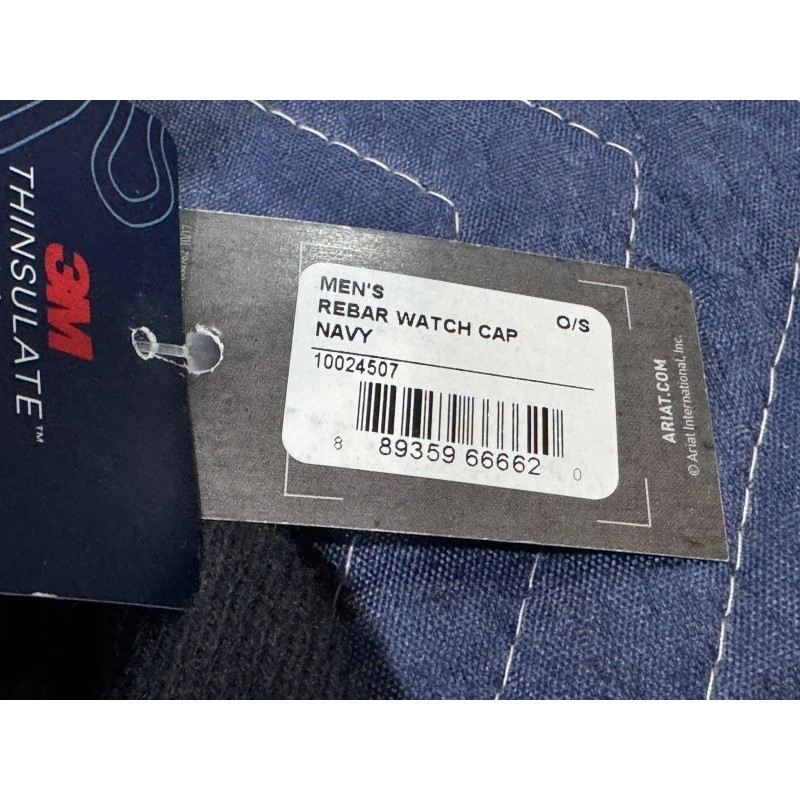 3M
THINSULATE™
MEN'S
REBAR WATCH CAP O/S
NAVY
10024507
8 89359 66662 0
ARIAT.COM
© Ariat International, Inc.